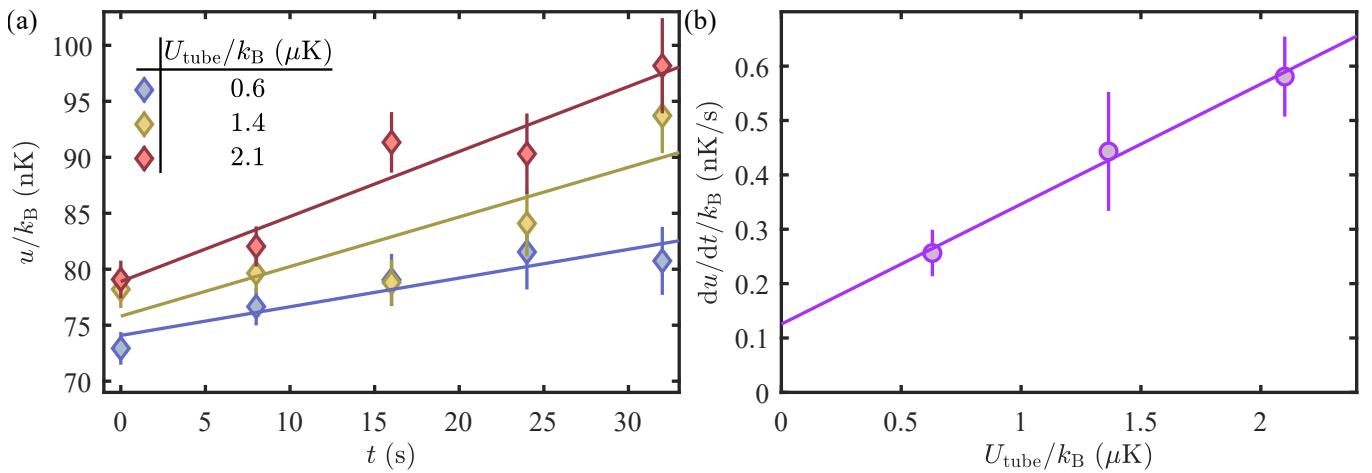 (a)
U_tube/k_B (μK)
0.6
1.4
2.1
100
95
90
85
80
75
70
u/k_B (nK)
0 5 10 15 20 25 30
t (s)
(b)
0.6
0.5
0.4
0.3
0.2
0.1
0
du/dt/k_B (nK/s)
0 0.5 1 1.5 2
U_tube/k_B (μK)